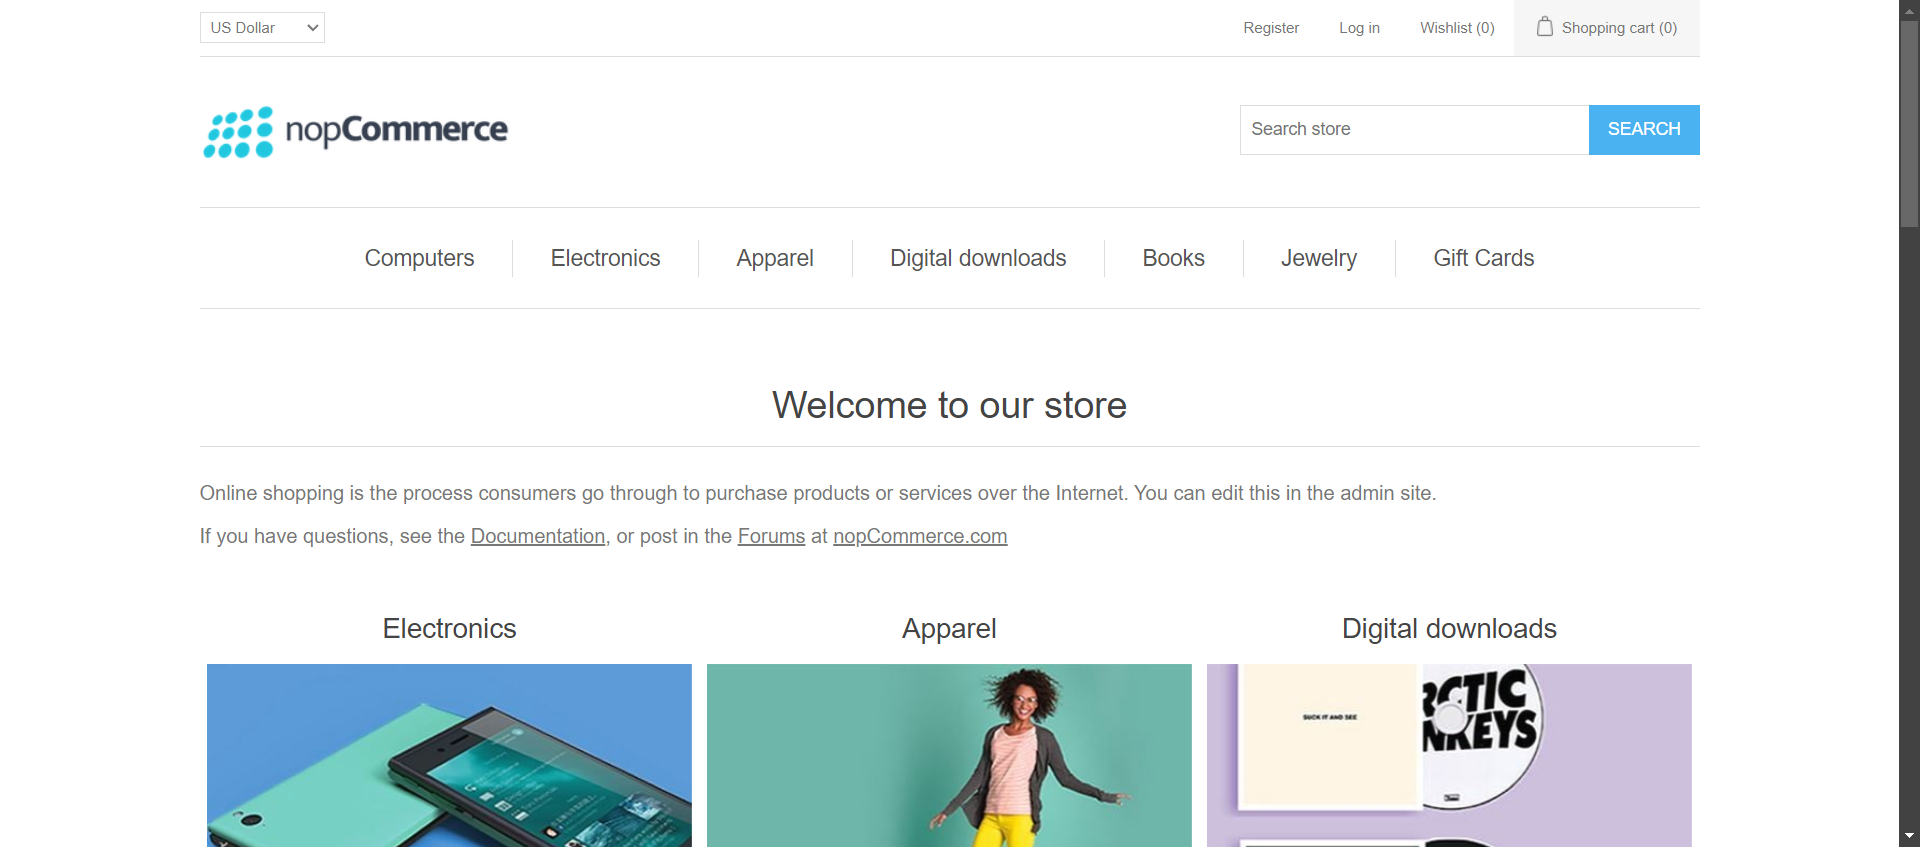 US Dollar
Register
Log in
Wishlist (0)
Shopping cart (0)
nopCommerce
Search store
SEARCH
Computers
Electronics
Apparel
Digital downloads
Books
Jewelry
Gift Cards
Welcome to our store
Online shopping is the process consumers go through to purchase products or services over the Internet. You can edit this in the admin site.
If you have questions, see the Documentation, or post in the Forums at nopCommerce.com
Electronics
Apparel
Digital downloads
SUCK IT AND SEE